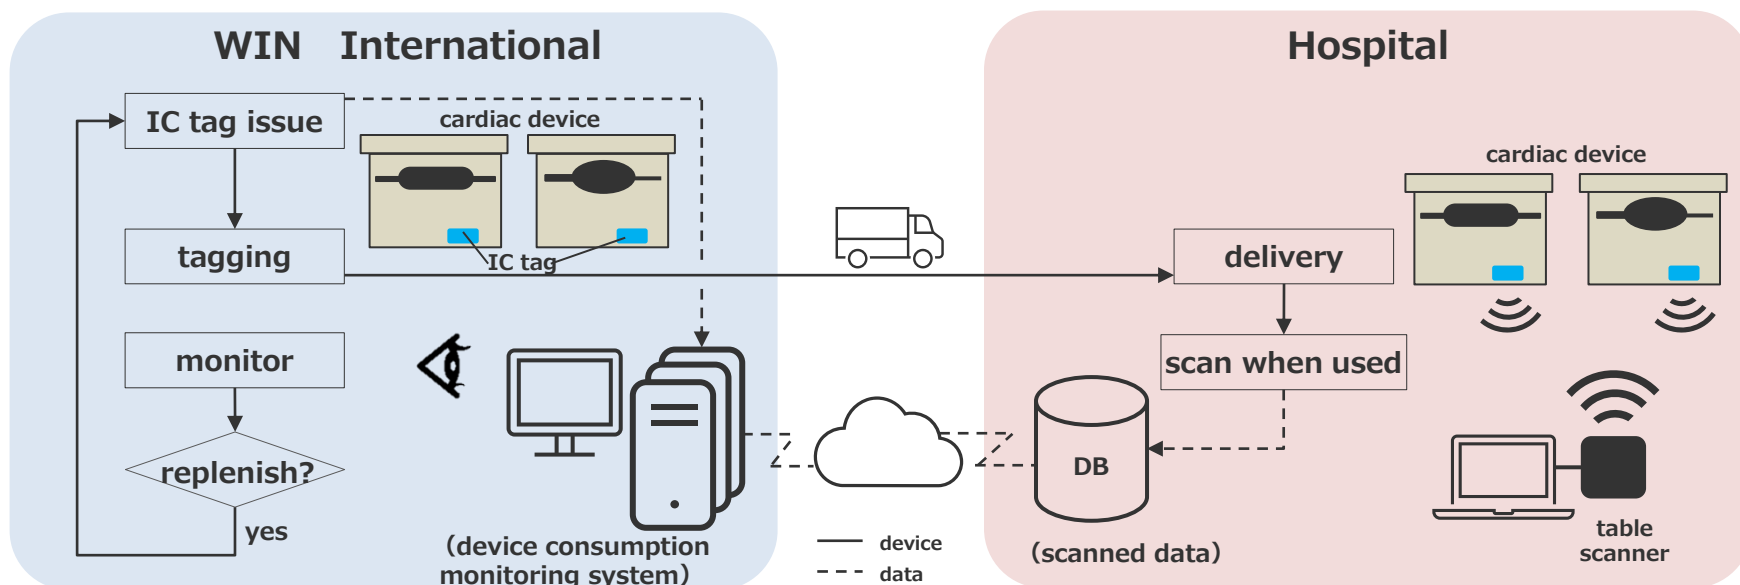 WIN International
IC tag issue
cardiac device
IC tag
tagging
monitor
replenish?
yes
(device consumption
monitoring system)
device
data
Hospital
cardiac device
delivery
scan when used
DB
(scanned data)
table
scanner